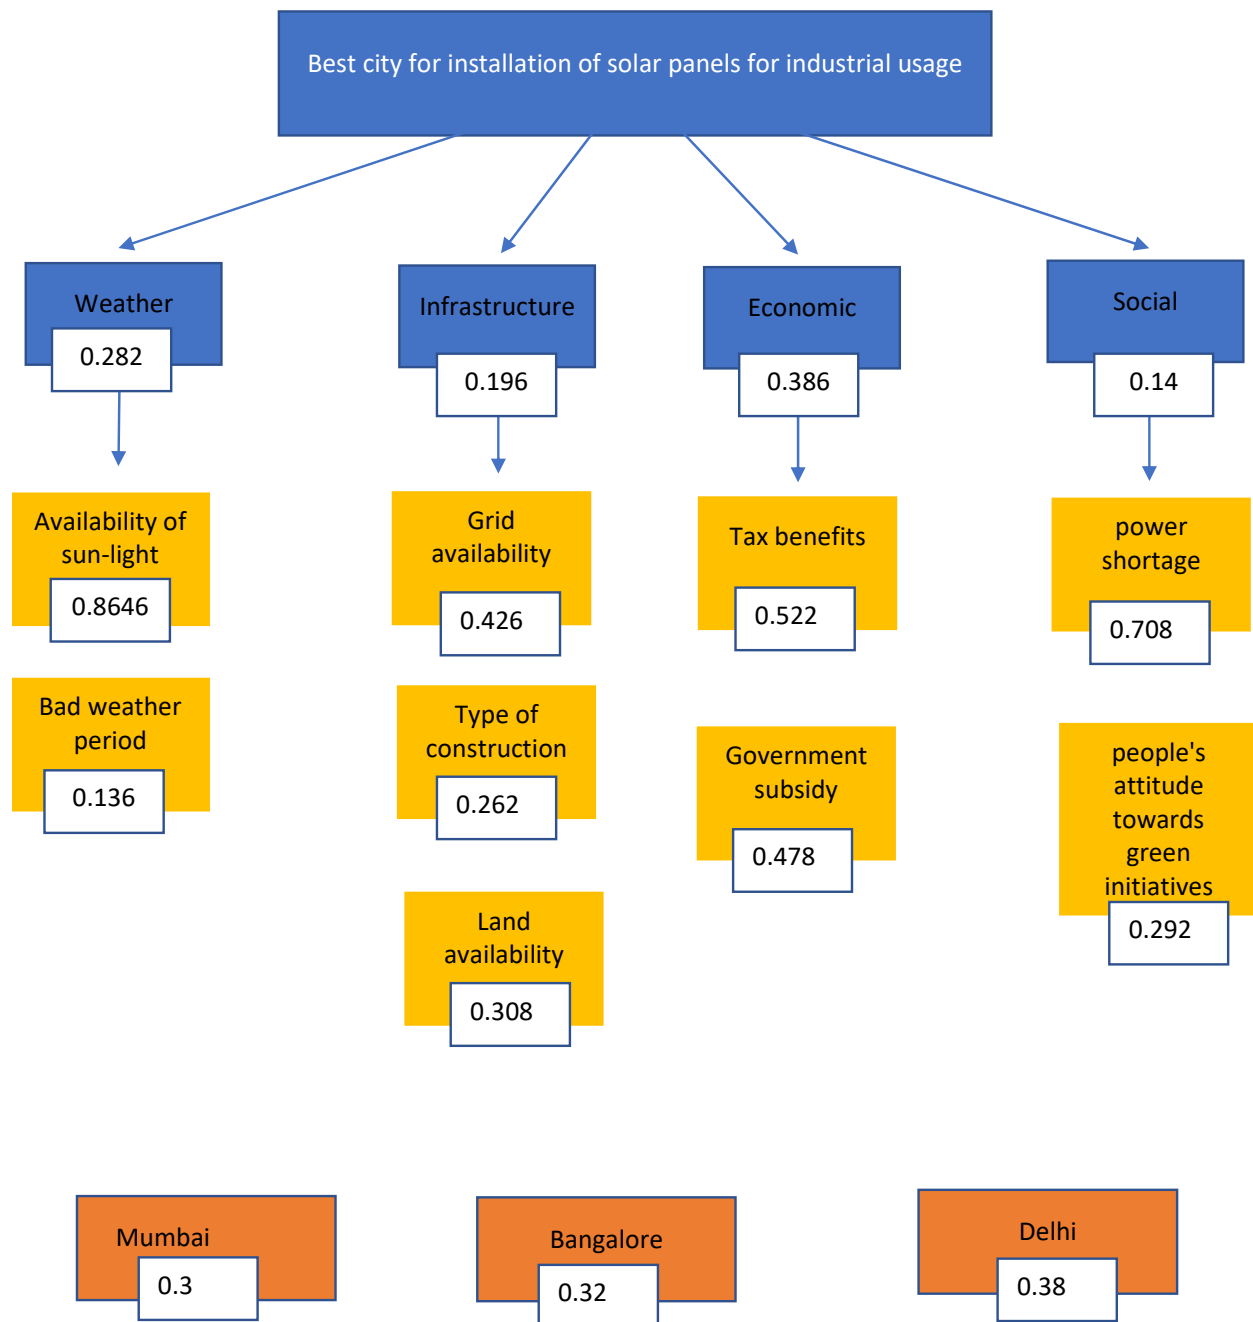 Best city for installation of solar panels for industrial usage
Weather
0.282
Infrastructure
0.196
Economic
0.386
Social
0.14
Availability of
sun-light
0.8646
Bad weather
period
0.136
Grid
availability
0.426
Type of
construction
0.262
Land
availability
0.308
Tax benefits
0.522
Government
subsidy
0.478
power
shortage
0.708
people's
attitude
towards
green
initiatives
0.292
Mumbai
0.3
Bangalore
0.32
Delhi
0.38